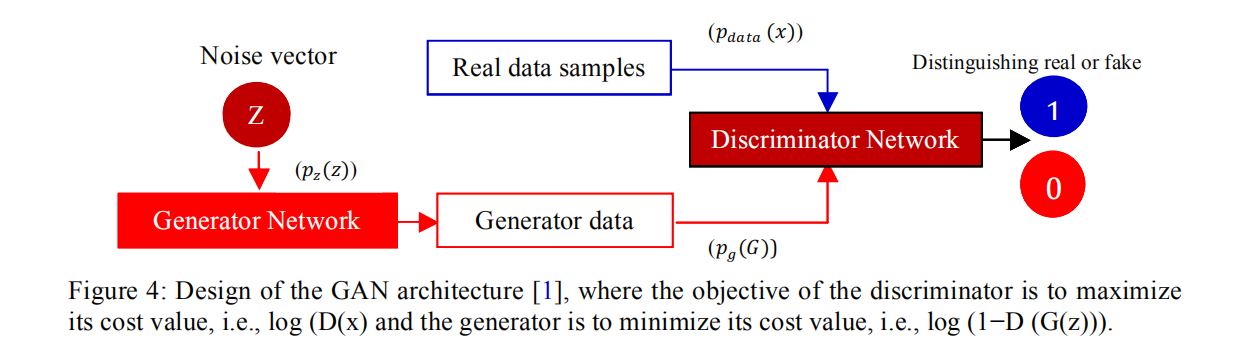 (p_data (x))
Noise vector
Real data samples
Distinguishing real or fake
Z
1
Discriminator Network
(p_z(z))
0
Generator Network
Generator data
(p_g(G))
Figure 4: Design of the GAN architecture [1], where the objective of the discriminator is to maximize
its cost value, i.e., log (D(x) and the generator is to minimize its cost value, i.e., log (1−D (G(z))).